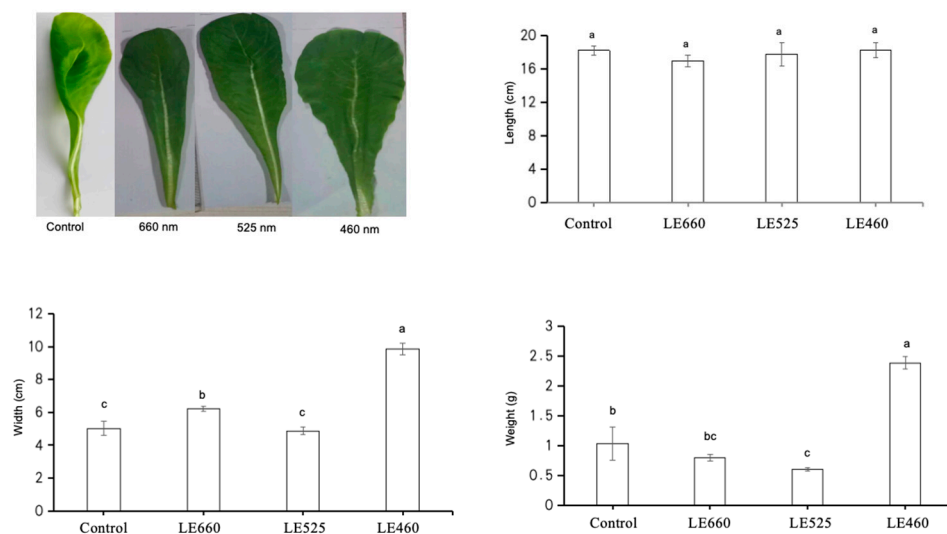 Control
660 nm
525 nm
460 nm
Length (cm)
20
16
12
8
4
0
a
a
a
a
Control
LE660
LE525
LE460
Width (cm)
12
10
8
6
4
2
0
c
b
c
a
Control
LE660
LE525
LE460
Weight (g)
3
2.5
2
1.5
1
0.5
0
b
bc
c
a
Control
LE660
LE525
LE460